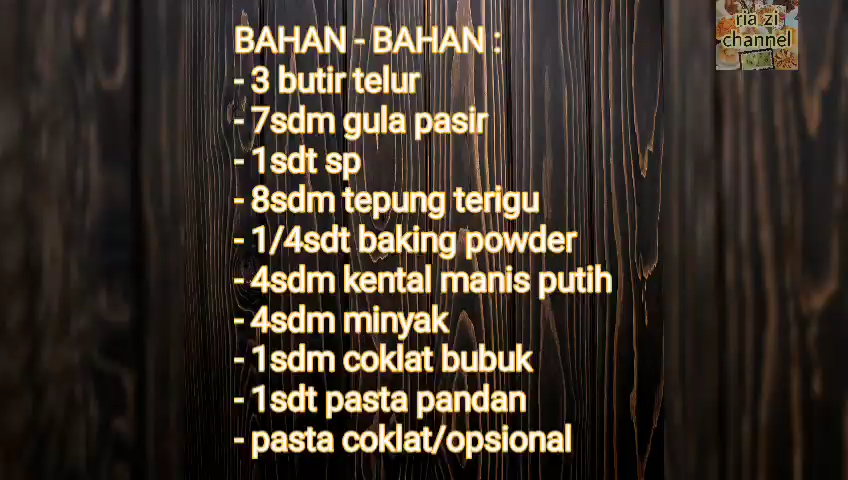 BAHAN - BAHAN :
- 3 butir telur
- 7sdm gula pasir
- 1sdt sp
- 8sdm tepung terigu
- 1/4sdt baking powder
- 4sdm kental manis putih
- 4sdm minyak
- 1sdm coklat bubuk
- 1sdt pasta pandan
- pasta coklat/opsional
ria zi
channel